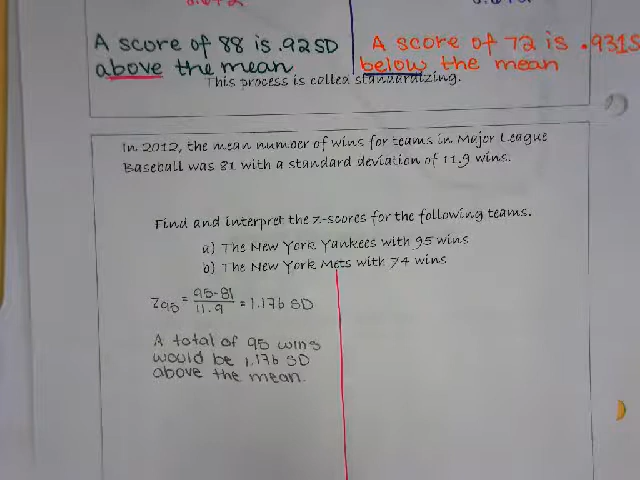 A score of 88 is .92SD
above the mean
A score of 72 is .931S
below the mean
This process is called standardizing.
In 2012, the mean number of wins for teams in Major League
Baseball was 81 with a standard deviation of 11.9 wins.
Find and interpret the z-scores for the following teams.
a) The New York Yankees with 95 wins
b) The New York Mets with 74 wins
Z95 = 95-81 / 11.9 = 1.176 SD
A total of 95 wins
would be 1.176 SD
above the mean.